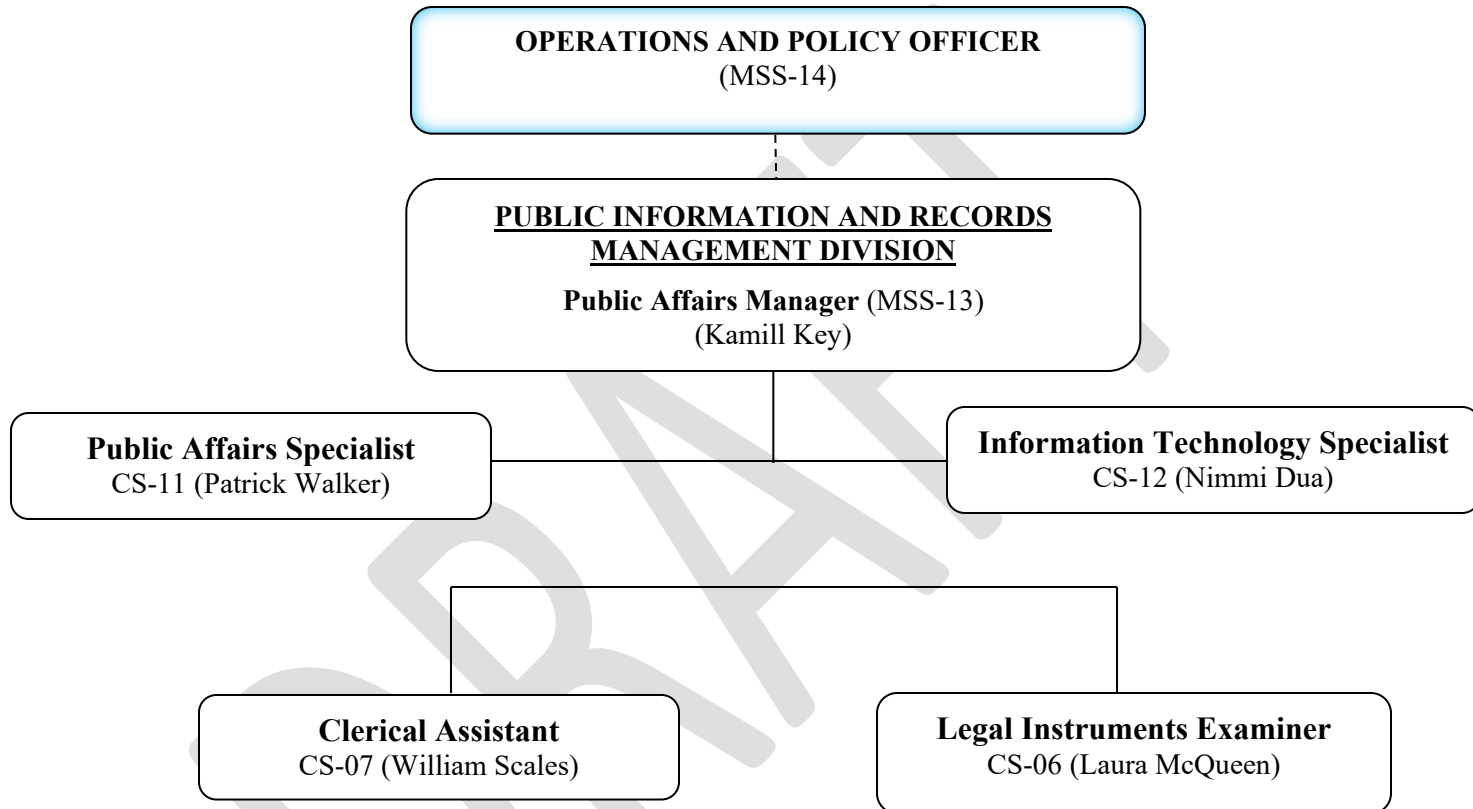 OPERATIONS AND POLICY OFFICER
(MSS-14)
PUBLIC INFORMATION AND RECORDS
MANAGEMENT DIVISION
Public Affairs Manager (MSS-13)
(Kamill Key)
Public Affairs Specialist
CS-11 (Patrick Walker)
Information Technology Specialist
CS-12 (Nimmi Dua)
Clerical Assistant
CS-07 (William Scales)
Legal Instruments Examiner
CS-06 (Laura McQueen)
DRAFT